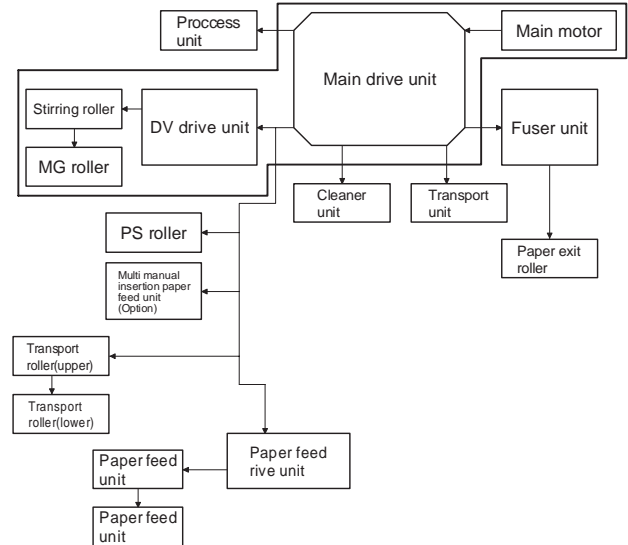 Proccess
unit
Main motor
Main drive unit
Stirring roller
DV drive unit
Fuser unit
MG roller
Cleaner
unit
Transport
unit
PS roller
Paper exit
roller
Multi manual
insertion paper
feed unit
(Option)
Transport
roller(upper)
Transport
roller(lower)
Paper feed
rive unit
Paper feed
unit
Paper feed
unit